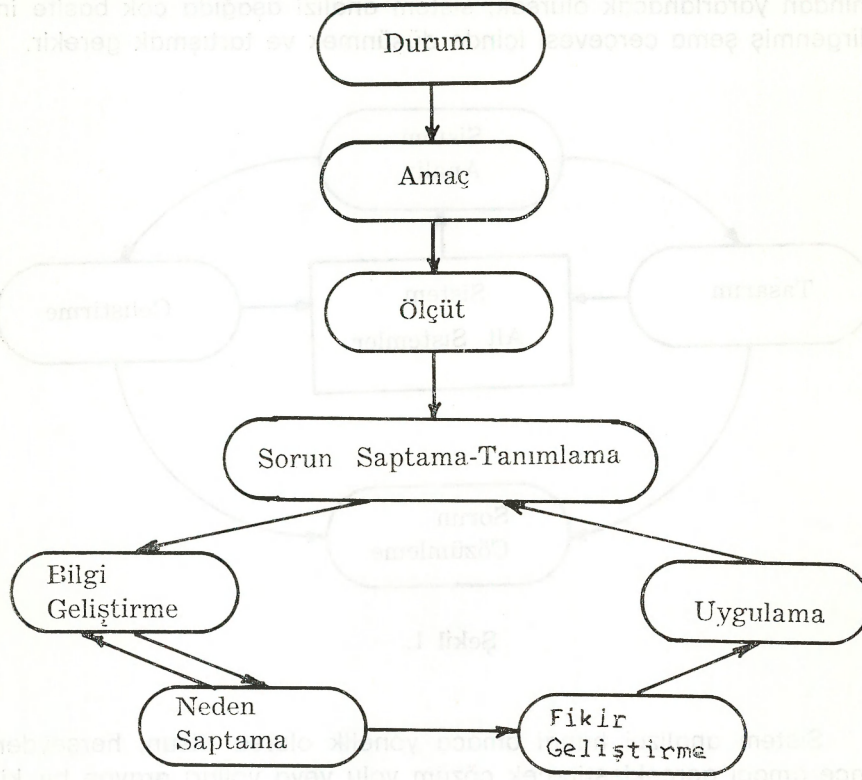 Durum
Amaç
Ölçüt
Sorun Saptama-Tanımlama
Bilgi
Geliştirme
Uygulama
Neden
Saptama
Fikir
Geliştirme